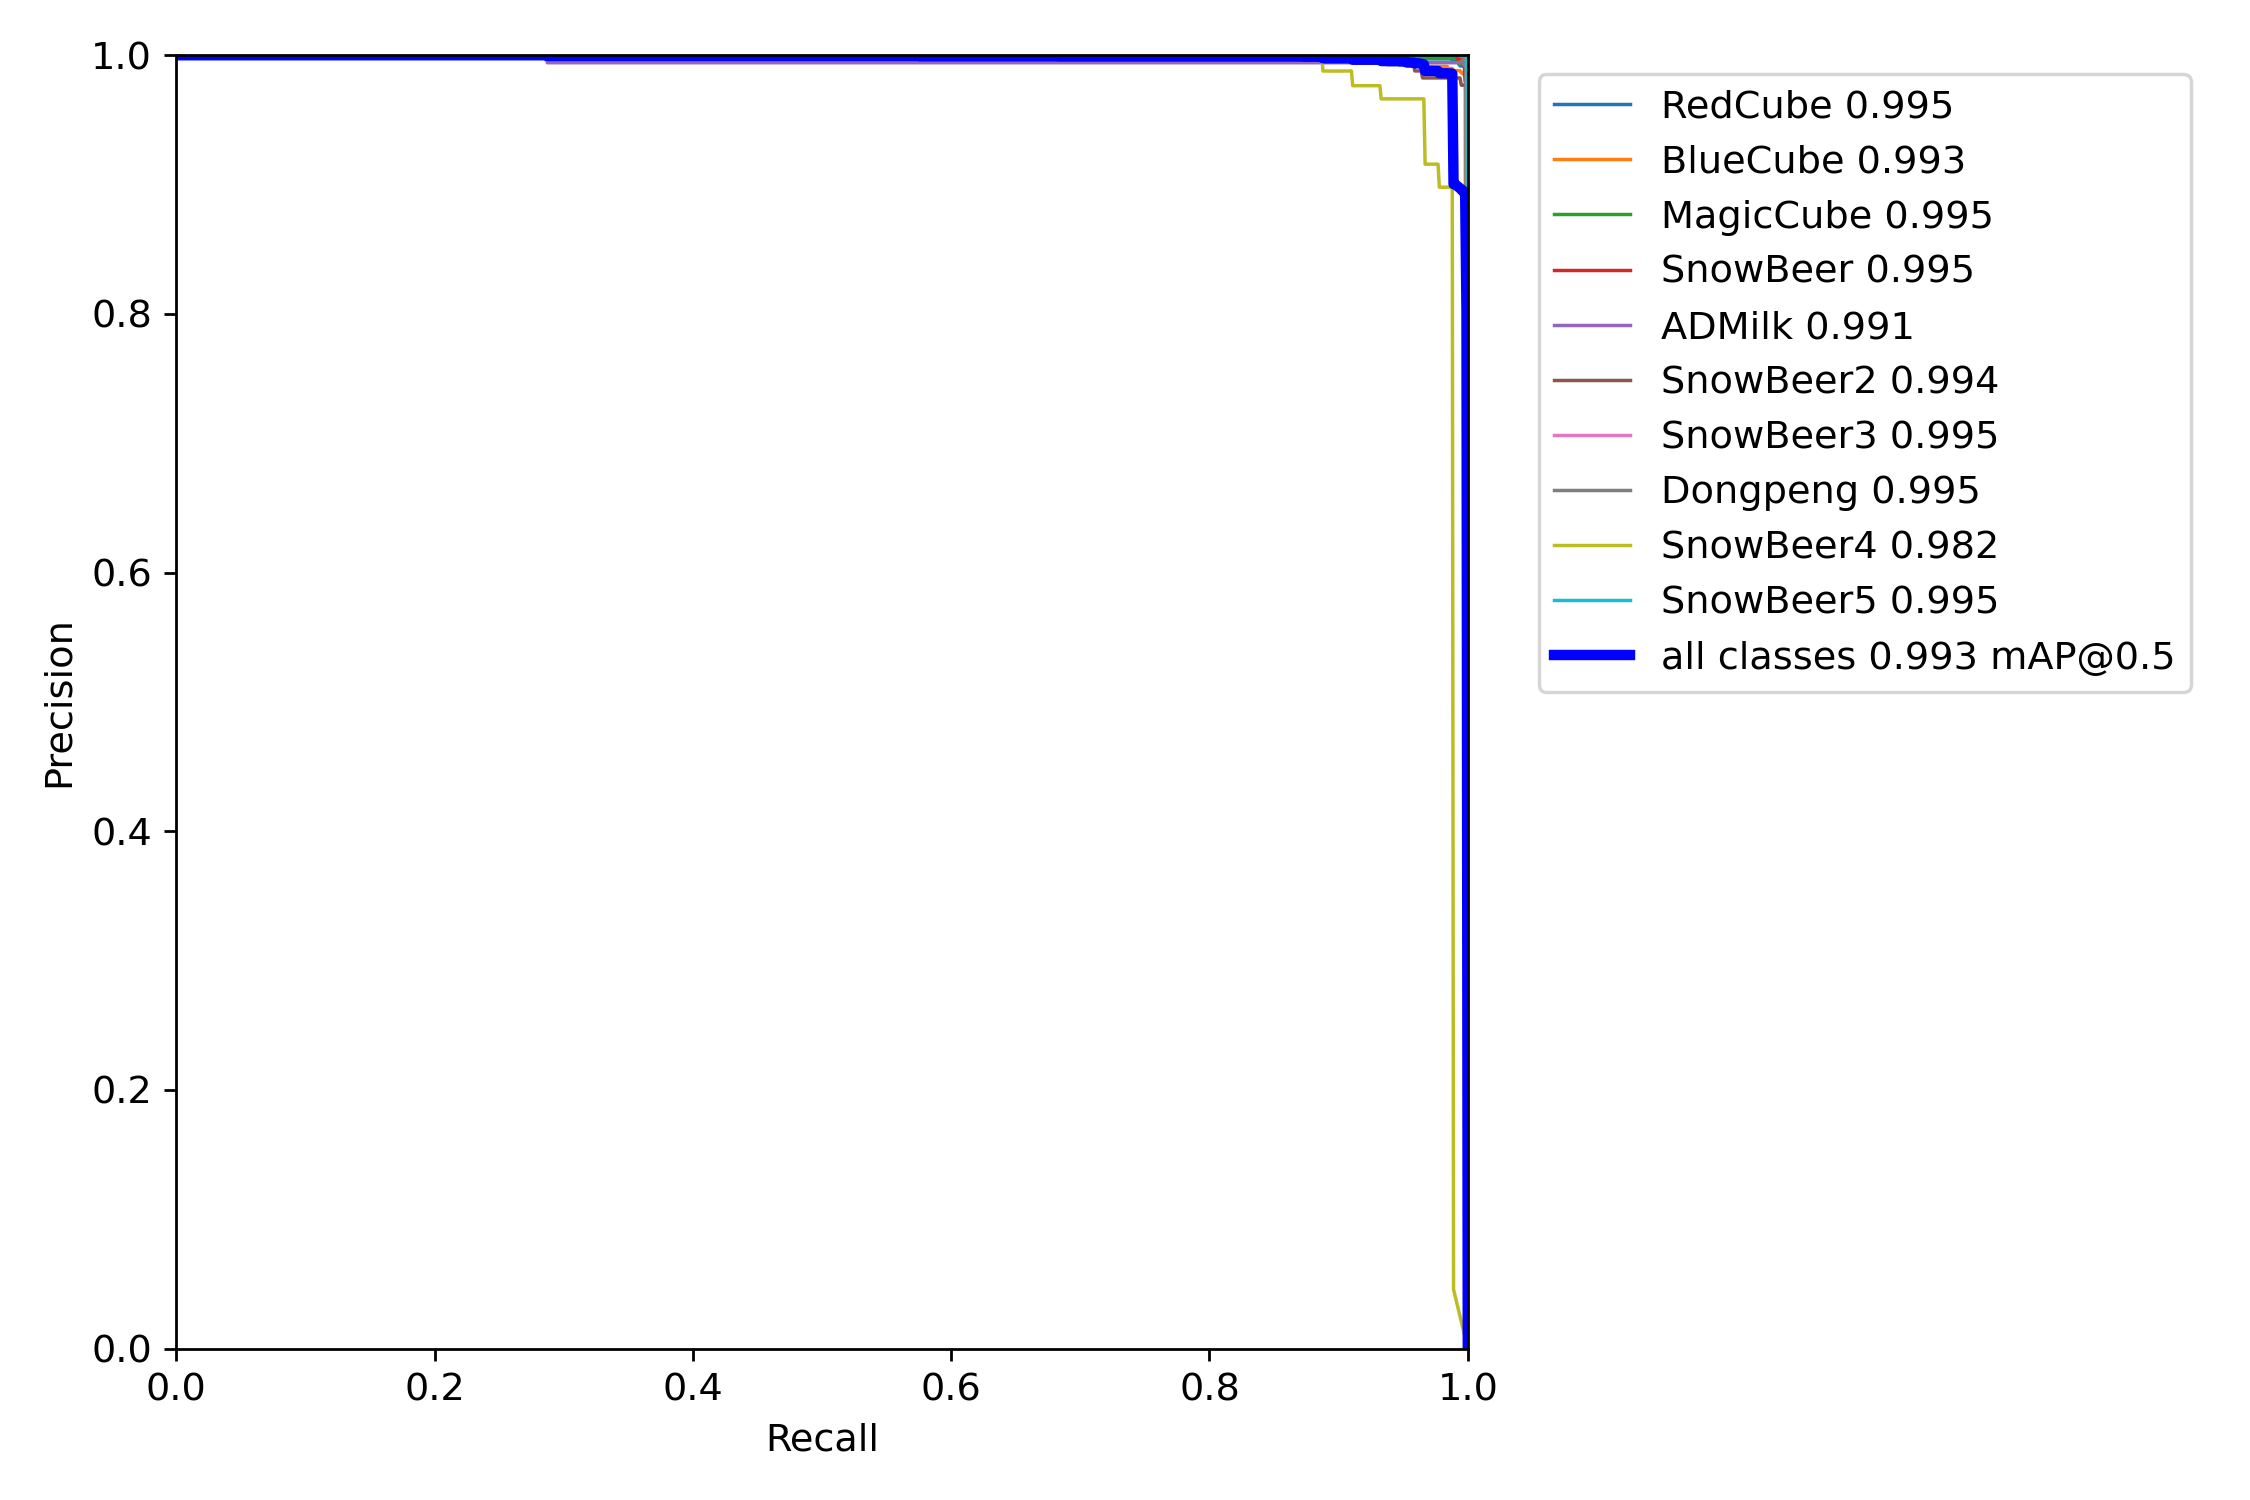 1.0
0.8
0.6
0.4
0.2
0.0
Precision
0.0 0.2 0.4 0.6 0.8 1.0
Recall
RedCube 0.995
BlueCube 0.993
MagicCube 0.995
SnowBeer 0.995
ADMilk 0.991
SnowBeer2 0.994
SnowBeer3 0.995
Dongpeng 0.995
SnowBeer4 0.982
SnowBeer5 0.995
all classes 0.993 mAP@0.5